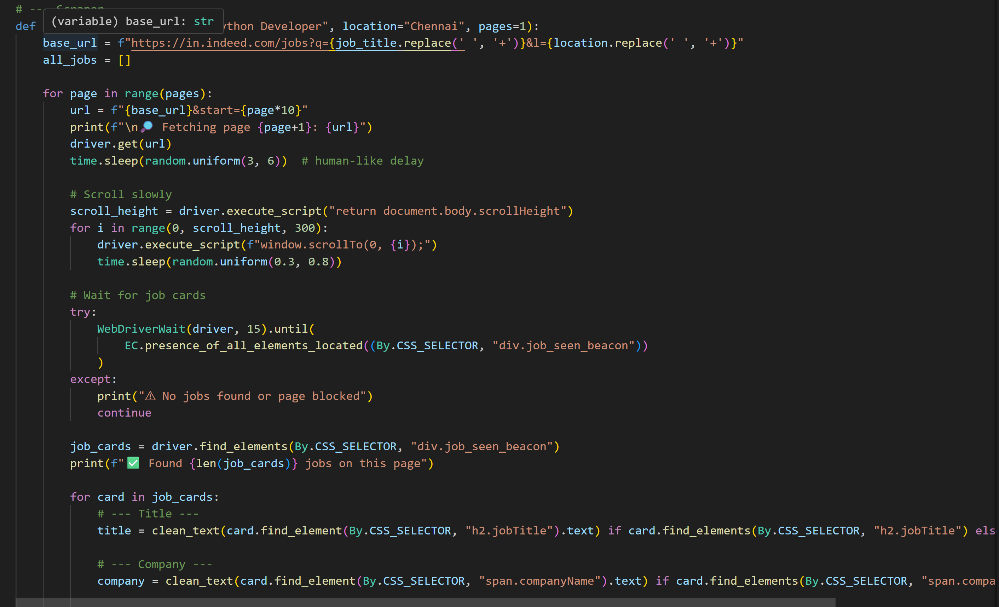 # --
(variable) base_url: str
def ython Developer", location="Chennai", pages=1):
base_url = f"https://in.indeed.com/jobs?q={job_title.replace(' ', '+')}&l={location.replace(' ', '+')}"
all_jobs = []
for page in range(pages):
url = f"{base_url}&start={page*10}"
print(f"\n🔎 Fetching page {page+1}: {url}")
driver.get(url)
time.sleep(random.uniform(3, 6))  # human-like delay
# Scroll slowly
scroll_height = driver.execute_script("return document.body.scrollHeight")
for i in range(0, scroll_height, 300):
driver.execute_script(f"window.scrollTo(0, {i});")
time.sleep(random.uniform(0.3, 0.8))
# Wait for job cards
try:
WebDriverWait(driver, 15).until(
EC.presence_of_all_elements_located((By.CSS_SELECTOR, "div.job_seen_beacon"))
)
except:
print("⚠ No jobs found or page blocked")
continue
job_cards = driver.find_elements(By.CSS_SELECTOR, "div.job_seen_beacon")
print(f"✅ Found {len(job_cards)} jobs on this page")
for card in job_cards:
# --- Title ---
title = clean_text(card.find_element(By.CSS_SELECTOR, "h2.jobTitle").text) if card.find_elements(By.CSS_SELECTOR, "h2.jobTitle") els
# --- Company ---
company = clean_text(card.find_element(By.CSS_SELECTOR, "span.companyName").text) if card.find_elements(By.CSS_SELECTOR, "span.compa